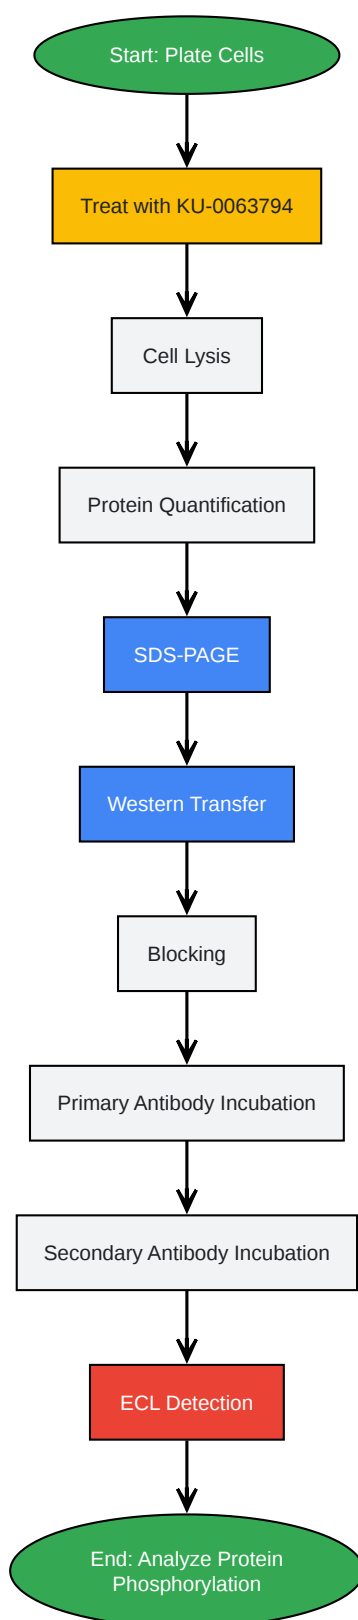 Start: Plate Cells
Treat with KU-0063794
Cell Lysis
Protein Quantification
SDS-PAGE
Western Transfer
Blocking
Primary Antibody Incubation
Secondary Antibody Incubation
ECL Detection
End: Analyze Protein
Phosphorylation